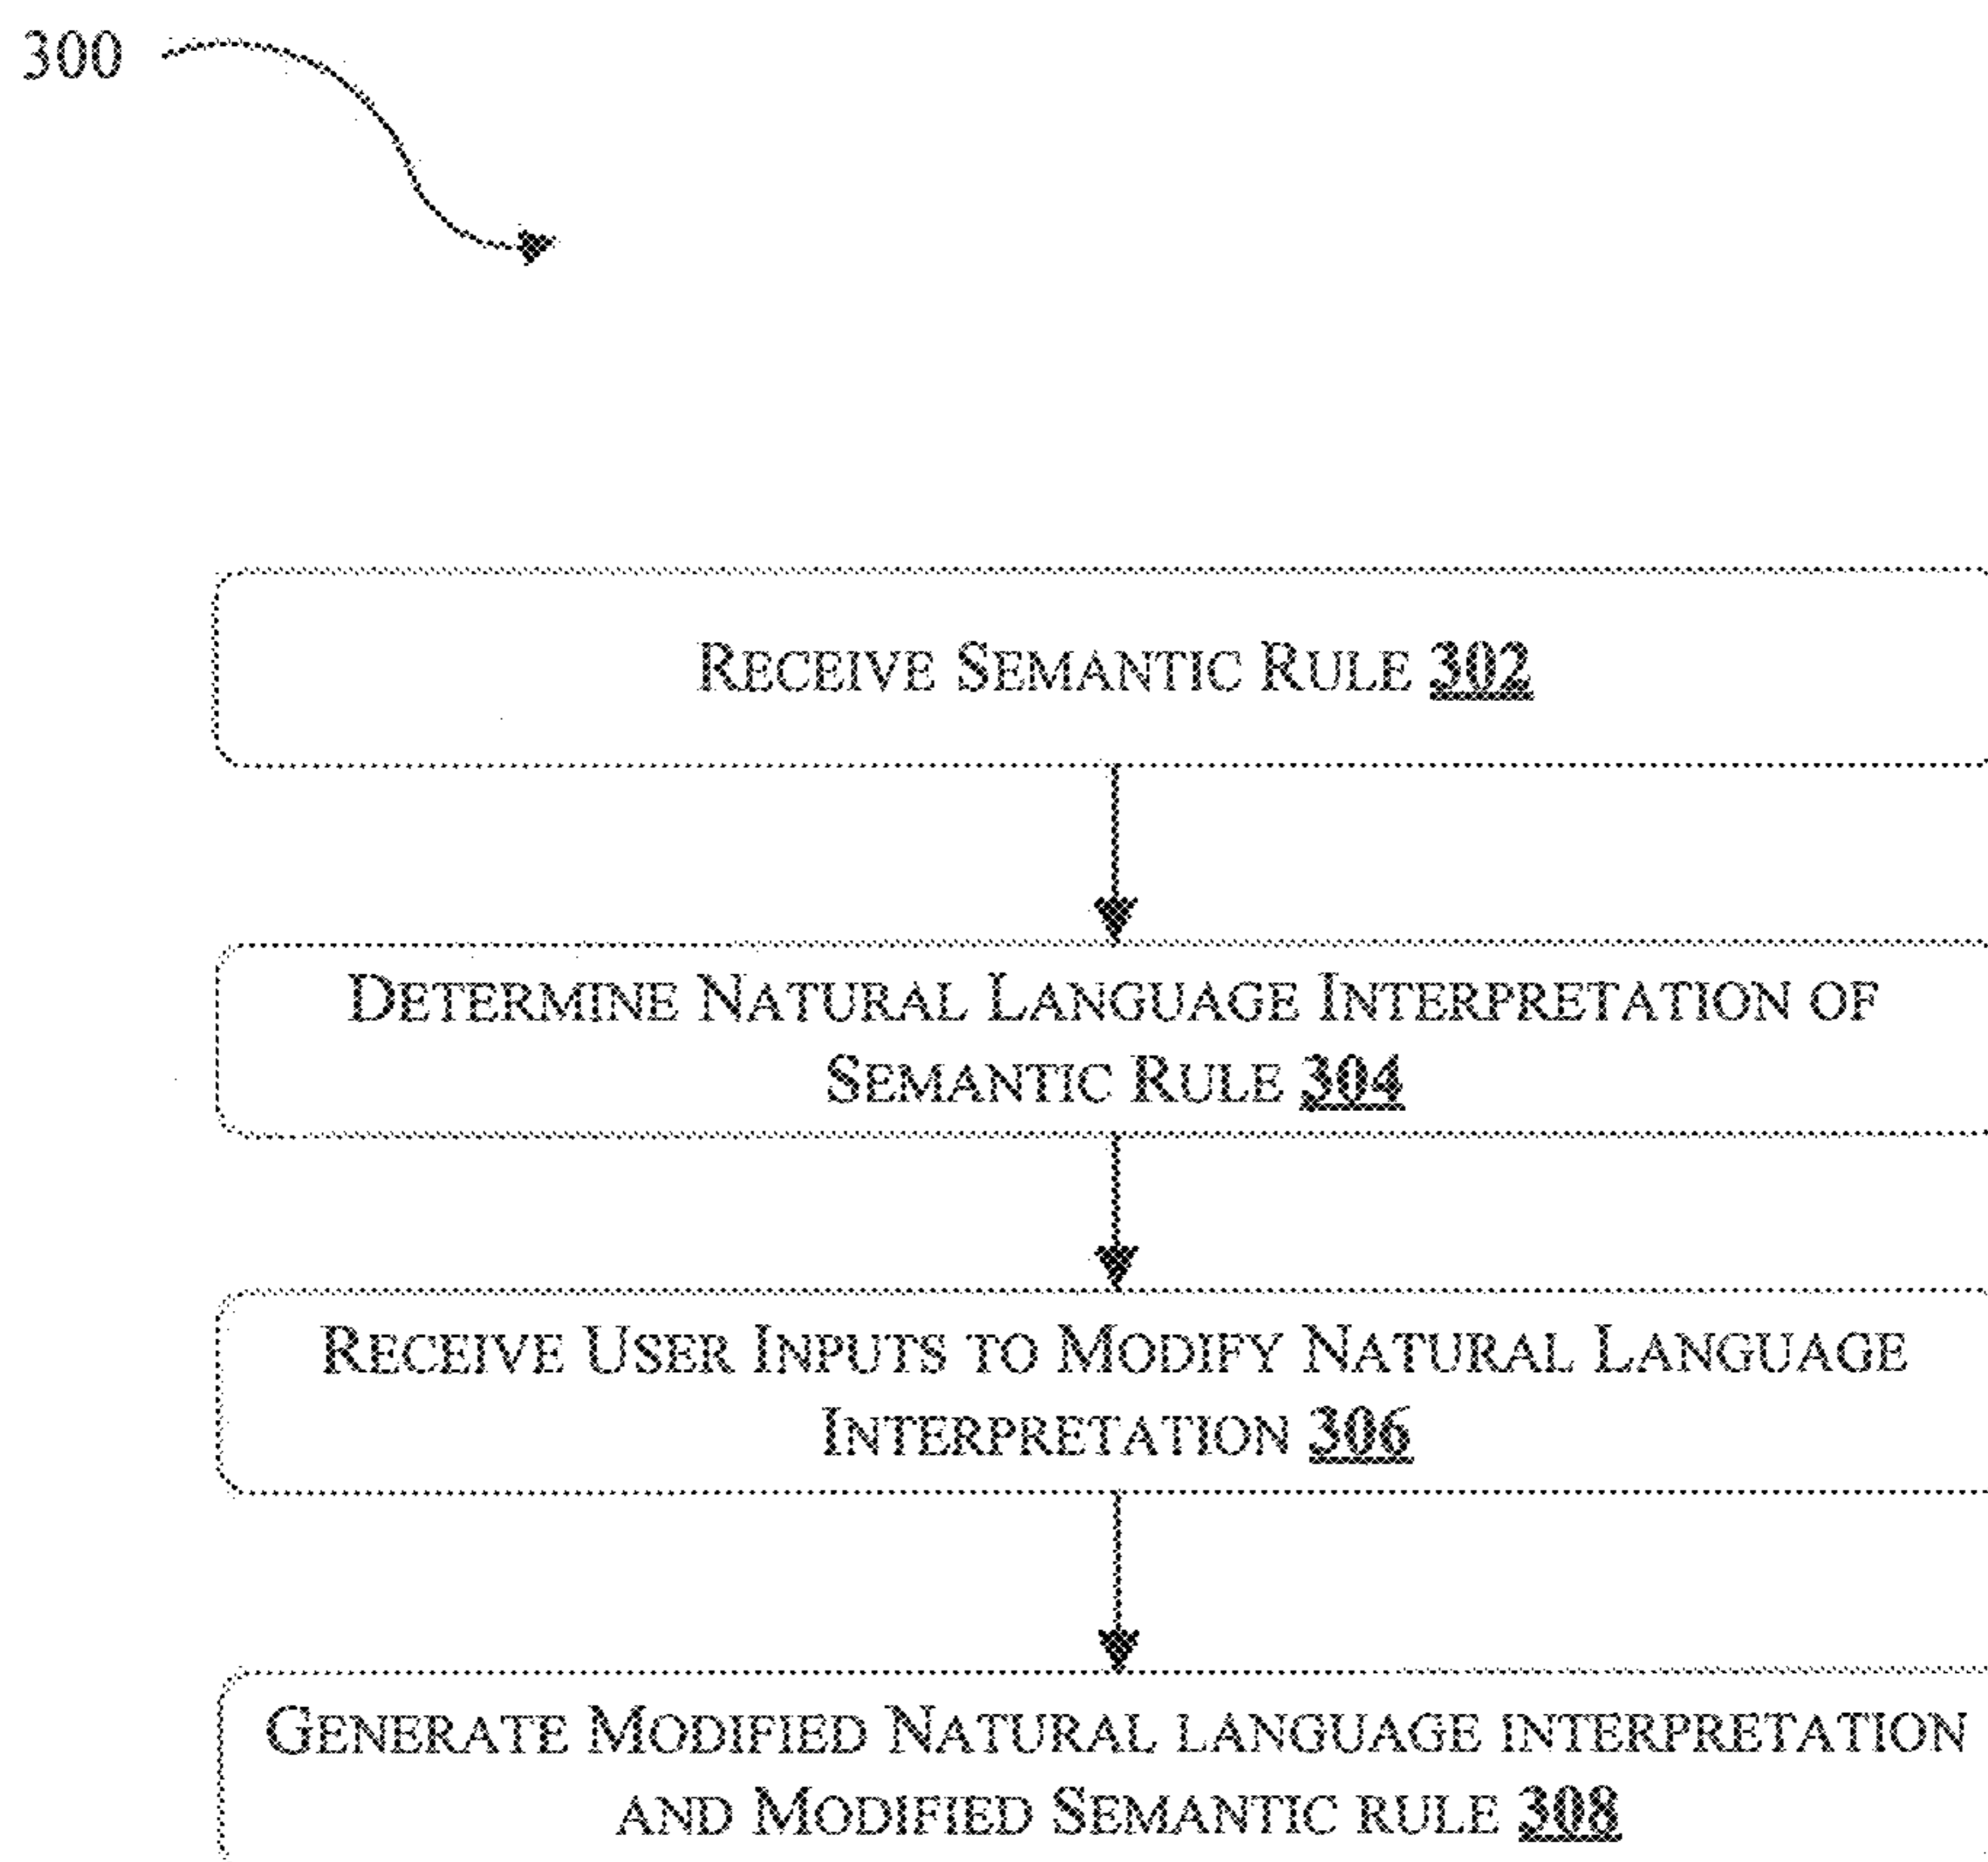 300
RECEIVE SEMANTIC RULE 302
DETERMINE NATURAL LANGUAGE INTERPRETATION OF
SEMANTIC RULE 304
RECEIVE USER INPUTS TO MODIFY NATURAL LANGUAGE
INTERPRETATION 306
GENERATE MODIFIED NATURAL LANGUAGE INTERPRETATION
AND MODIFIED SEMANTIC RULE 308